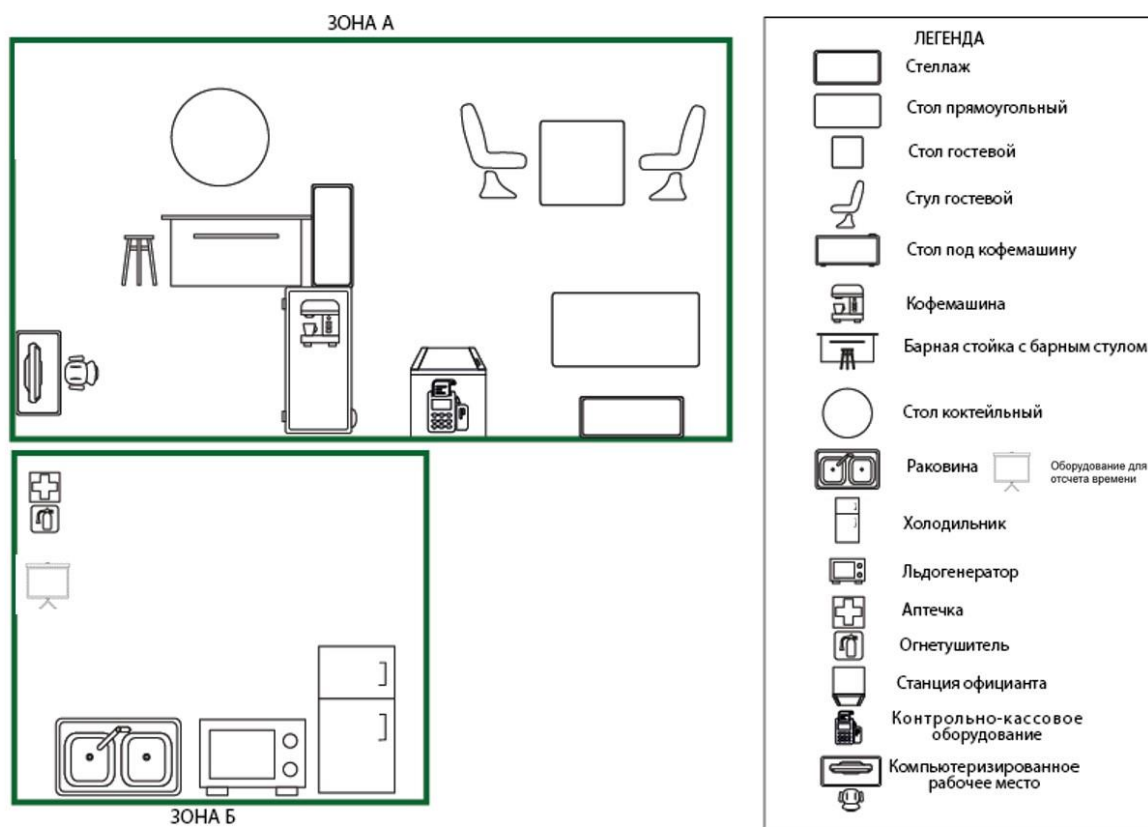 ЗОНА А
ЗОНА Б
ЛЕГЕНДА
Стеллаж
Стол прямоугольный
Стол гостевой
Стул гостевой
Стол под кофемашину
Кофемашина
Барная стойка с барным стулом
Стол коктейльный
Раковина
Оборудование для
отсчета времени
Холодильник
Льдогенератор
Аптечка
Огнетушитель
Станция официанта
Контрольно-кассовое
оборудование
Компьютеризированное
рабочее место